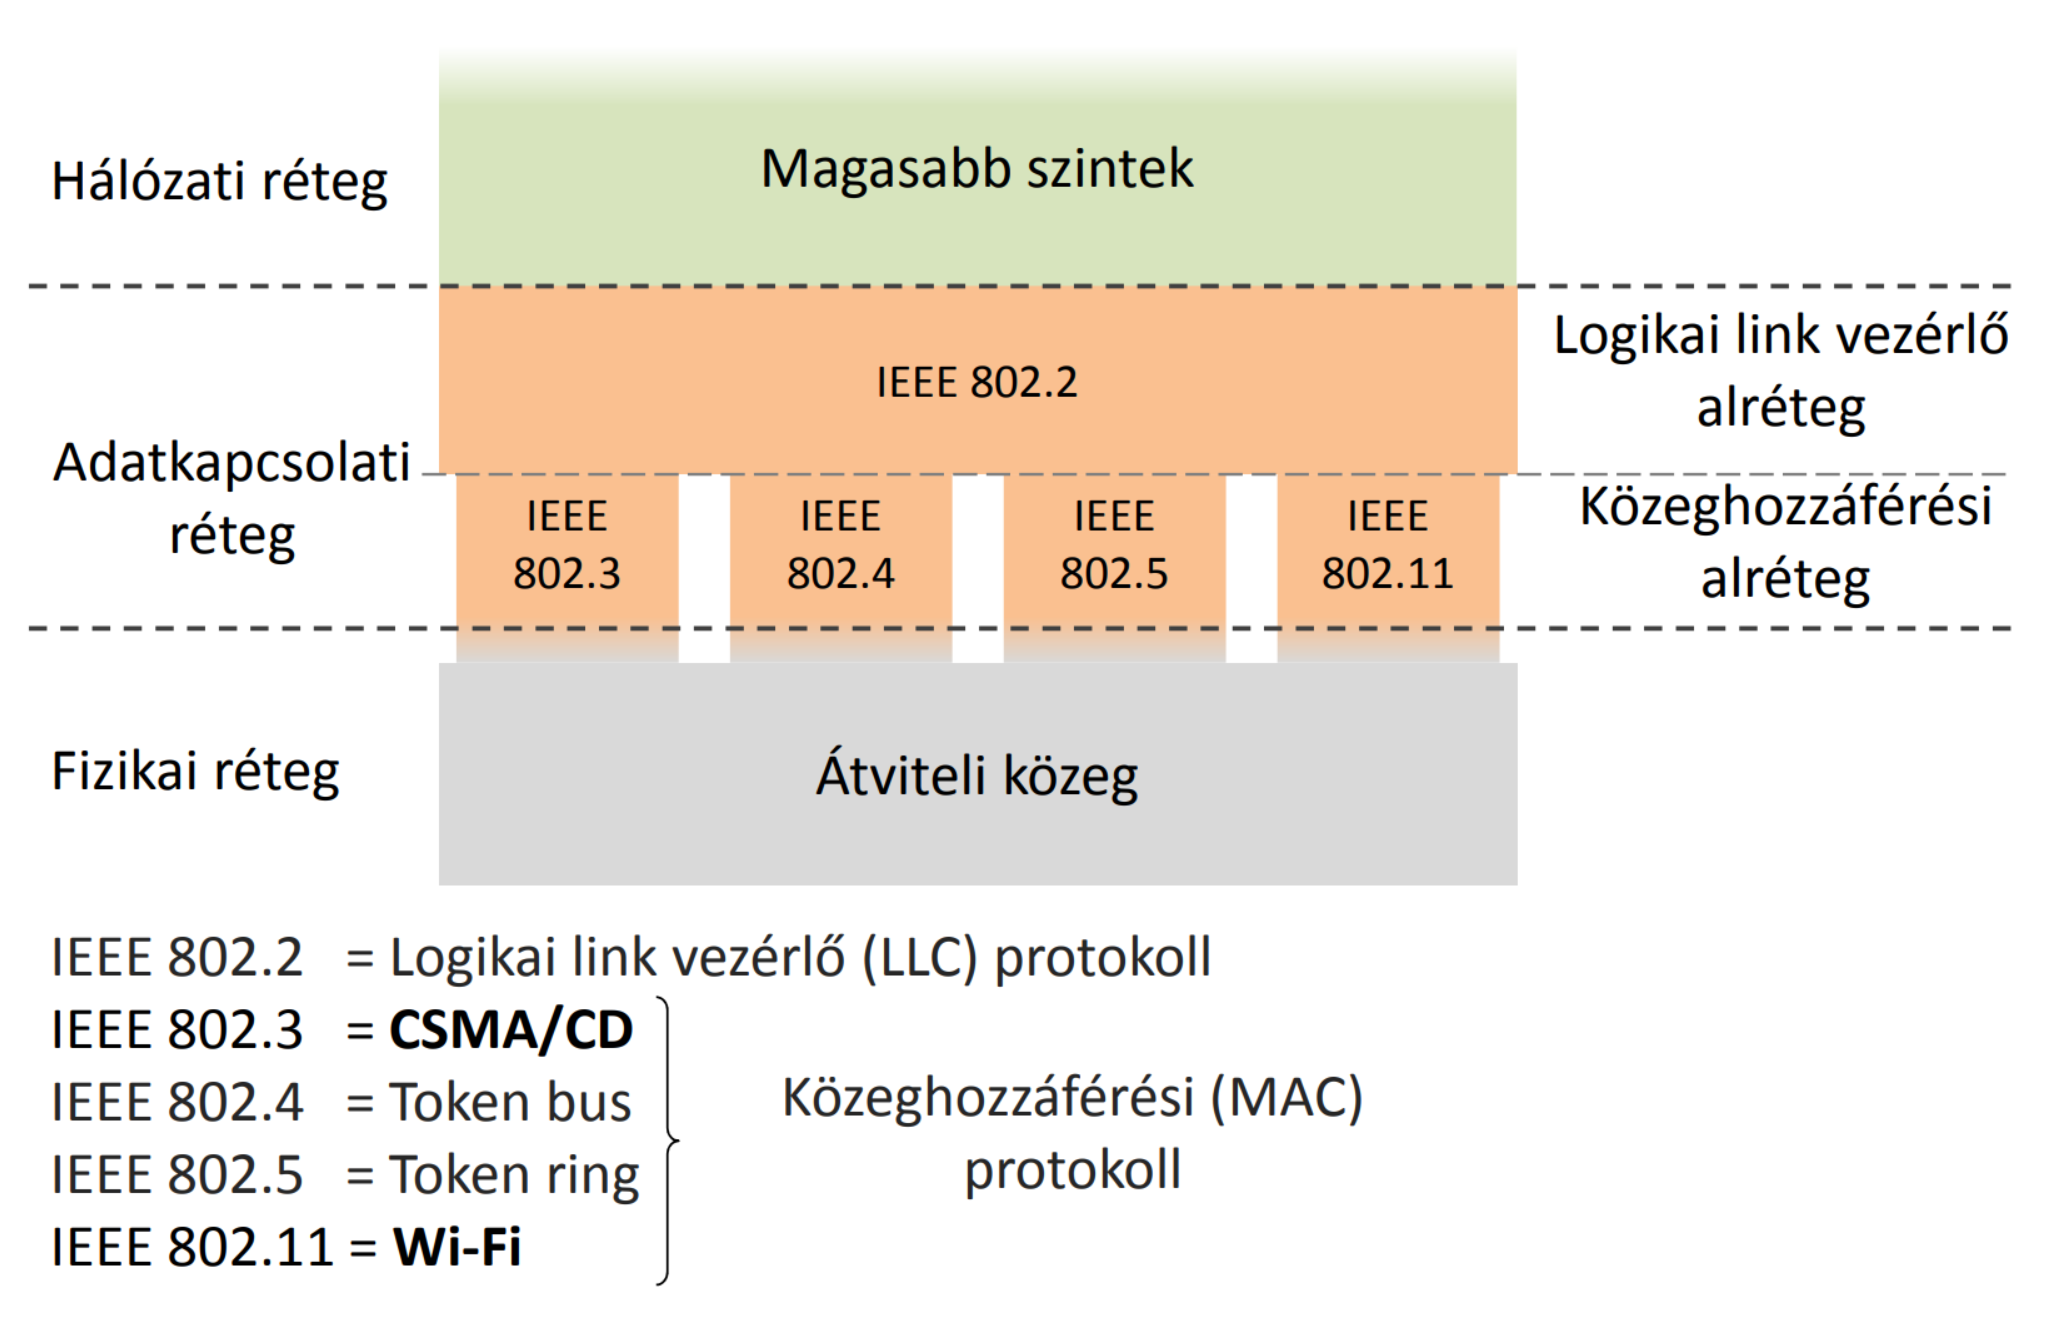 Hálózati réteg
Magasabb szintek
Adatkapcsolati
réteg
IEEE 802.2
Logikai link vezérlő
alréteg
IEEE
802.3
IEEE
802.4
IEEE
802.5
IEEE
802.11
Közeghozzáférési
alréteg
Fizikai réteg
Átviteli közeg
IEEE 802.2 = Logikai link vezérlő (LLC) protokoll
IEEE 802.3 = CSMA/CD
IEEE 802.4 = Token bus
IEEE 802.5 = Token ring
IEEE 802.11 = Wi-Fi
Közeghozzáférési (MAC)
protokoll